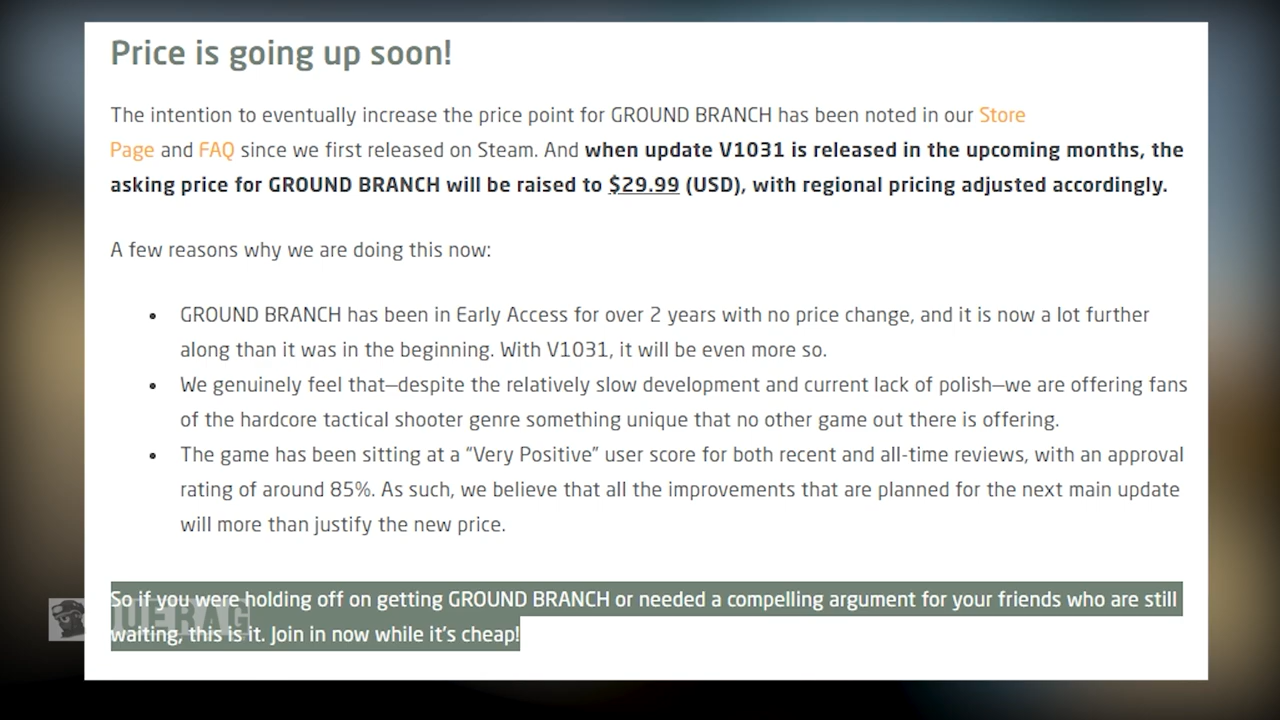 Price is going up soon!
The intention to eventually increase the price point for GROUND BRANCH has been noted in our Store
Page and FAQ since we first released on Steam. And when update V1031 is released in the upcoming months, the
asking price for GROUND BRANCH will be raised to $29.99 (USD), with regional pricing adjusted accordingly.
A few reasons why we are doing this now:
• GROUND BRANCH has been in Early Access for over 2 years with no price change, and it is now a lot further
along than it was in the beginning. With V1031, it will be even more so.
• We genuinely feel that—despite the relatively slow development and current lack of polish—we are offering fans
of the hardcore tactical shooter genre something unique that no other game out there is offering.
• The game has been sitting at a “Very Positive” user score for both recent and all-time reviews, with an approval
rating of around 85%. As such, we believe that all the improvements that are planned for the next main update
will more than justify the new price.
So if you were holding off on getting GROUND BRANCH or needed a compelling argument for your friends who are still
waiting, this is it. Join in now while it's cheap!